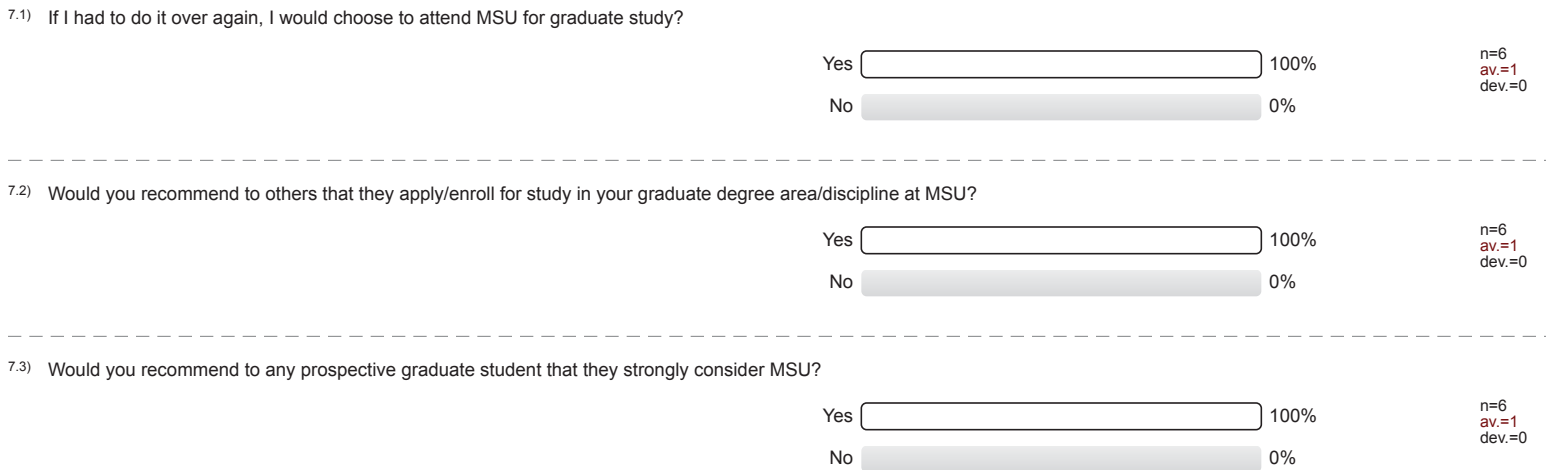 7.1) If I had to do it over again, I would choose to attend MSU for graduate study?
Yes 100%
No 0%
n=6
av.=1
dev.=0
7.2) Would you recommend to others that they apply/enroll for study in your graduate degree area/discipline at MSU?
Yes 100%
No 0%
n=6
av.=1
dev.=0
7.3) Would you recommend to any prospective graduate student that they strongly consider MSU?
Yes 100%
No 0%
n=6
av.=1
dev.=0